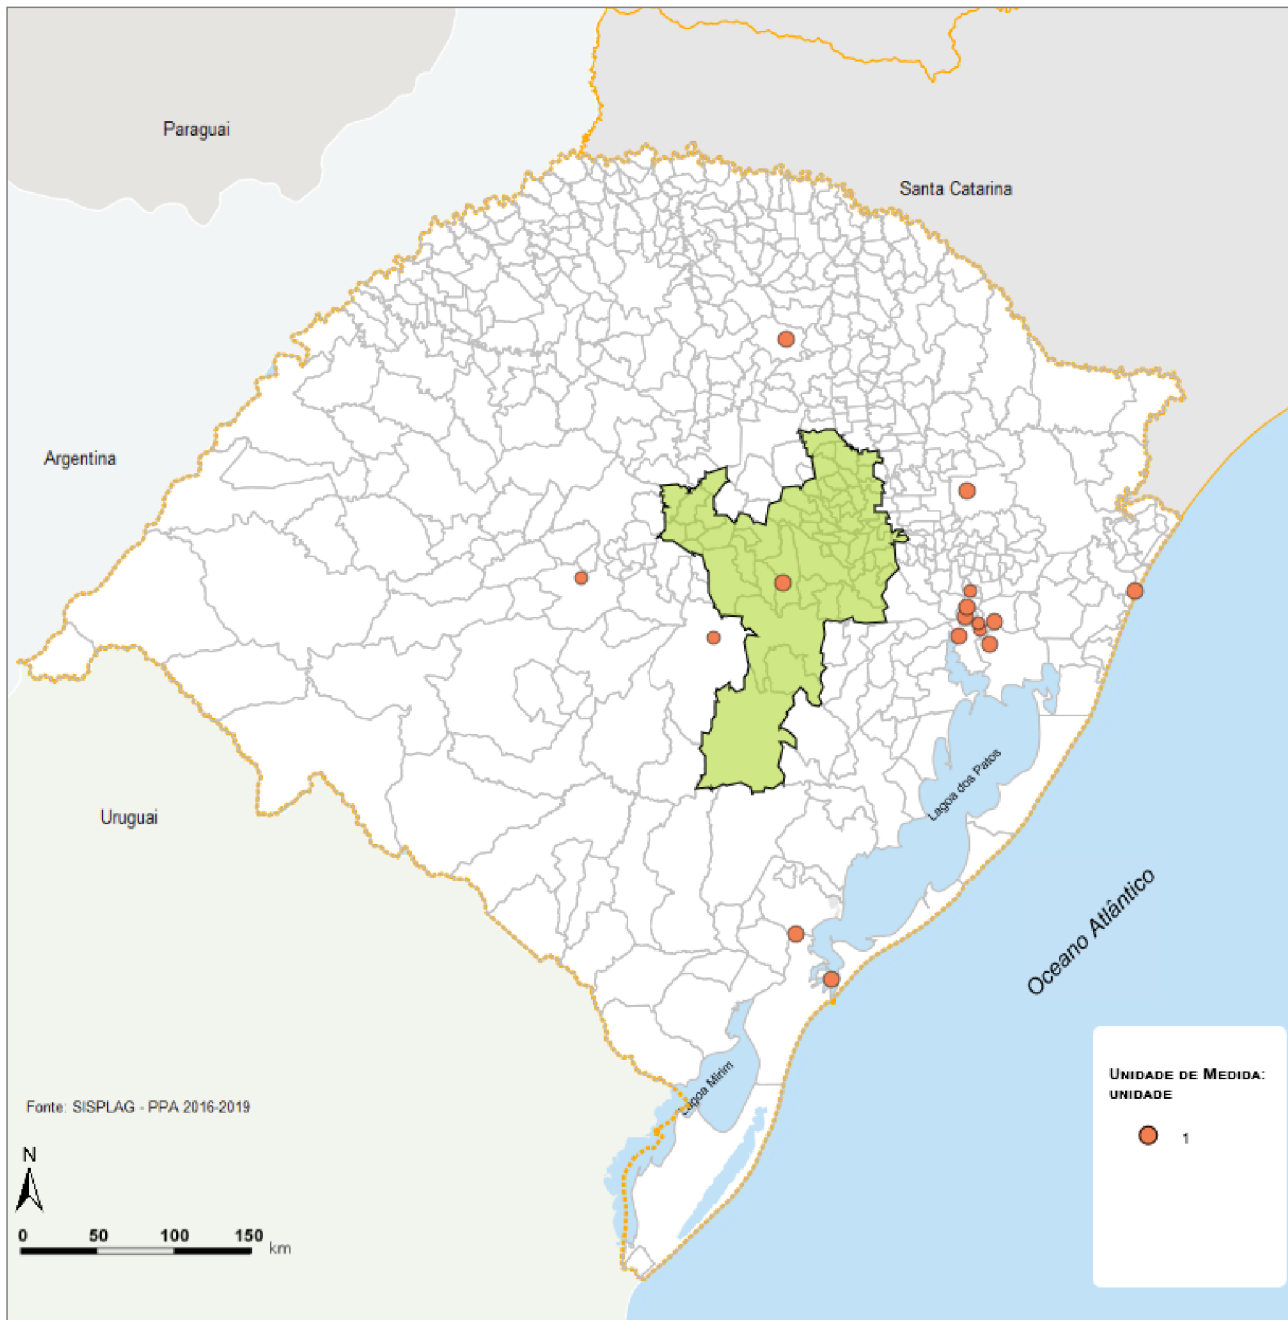 Paraguai
Santa Catarina
Argentina
Uruguai
Lagoa dos Patos
Oceano Atlântico
Lagoa Mirim
Fonte: SISPLAG - PPA 2016-2019
N
0 50 100 150 km
UNIDADE DE MEDIDA:
UNIDADE
1